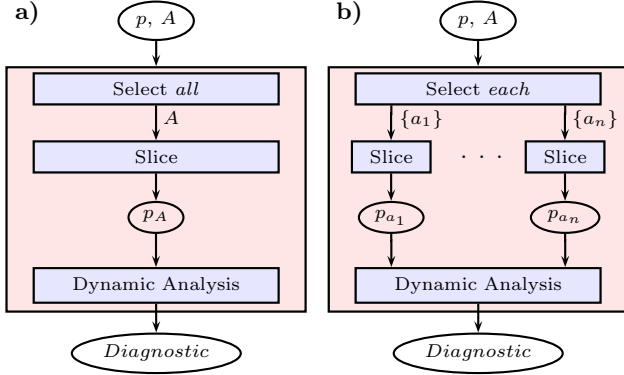 a)
p, A
Select all
A
Slice
p_A
Dynamic Analysis
Diagnostic
b)
p, A
Select each
{a_1} {a_n}
Slice · · · Slice
p_{a_1} p_{a_n}
Dynamic Analysis
Diagnostic